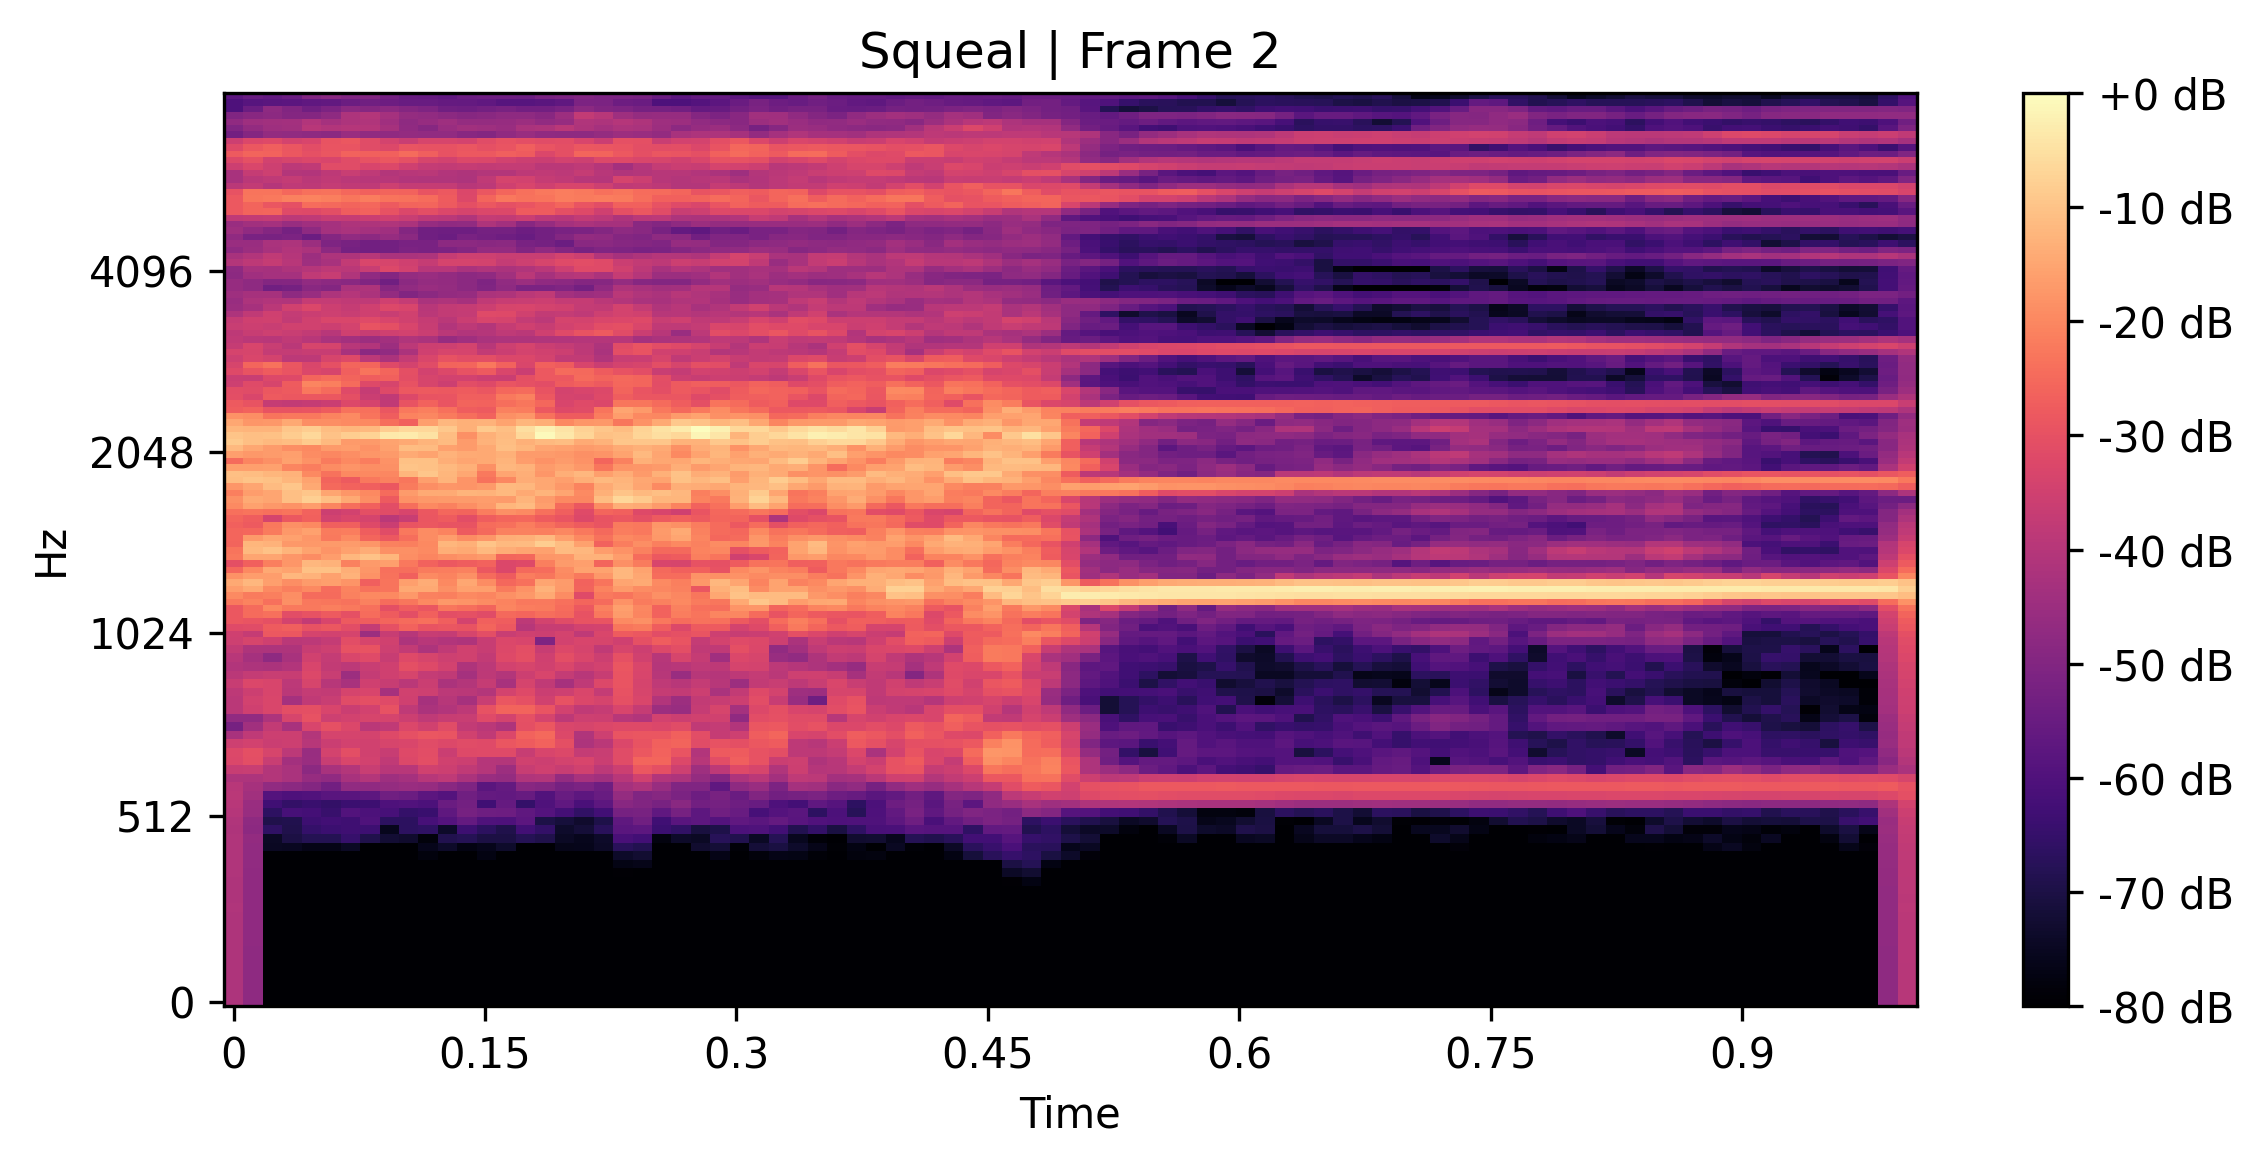 Squeal | Frame 2
Hz
4096
2048
1024
512
0
0 0.15 0.3 0.45 0.6 0.75 0.9
Time
+0 dB
-10 dB
-20 dB
-30 dB
-40 dB
-50 dB
-60 dB
-70 dB
-80 dB